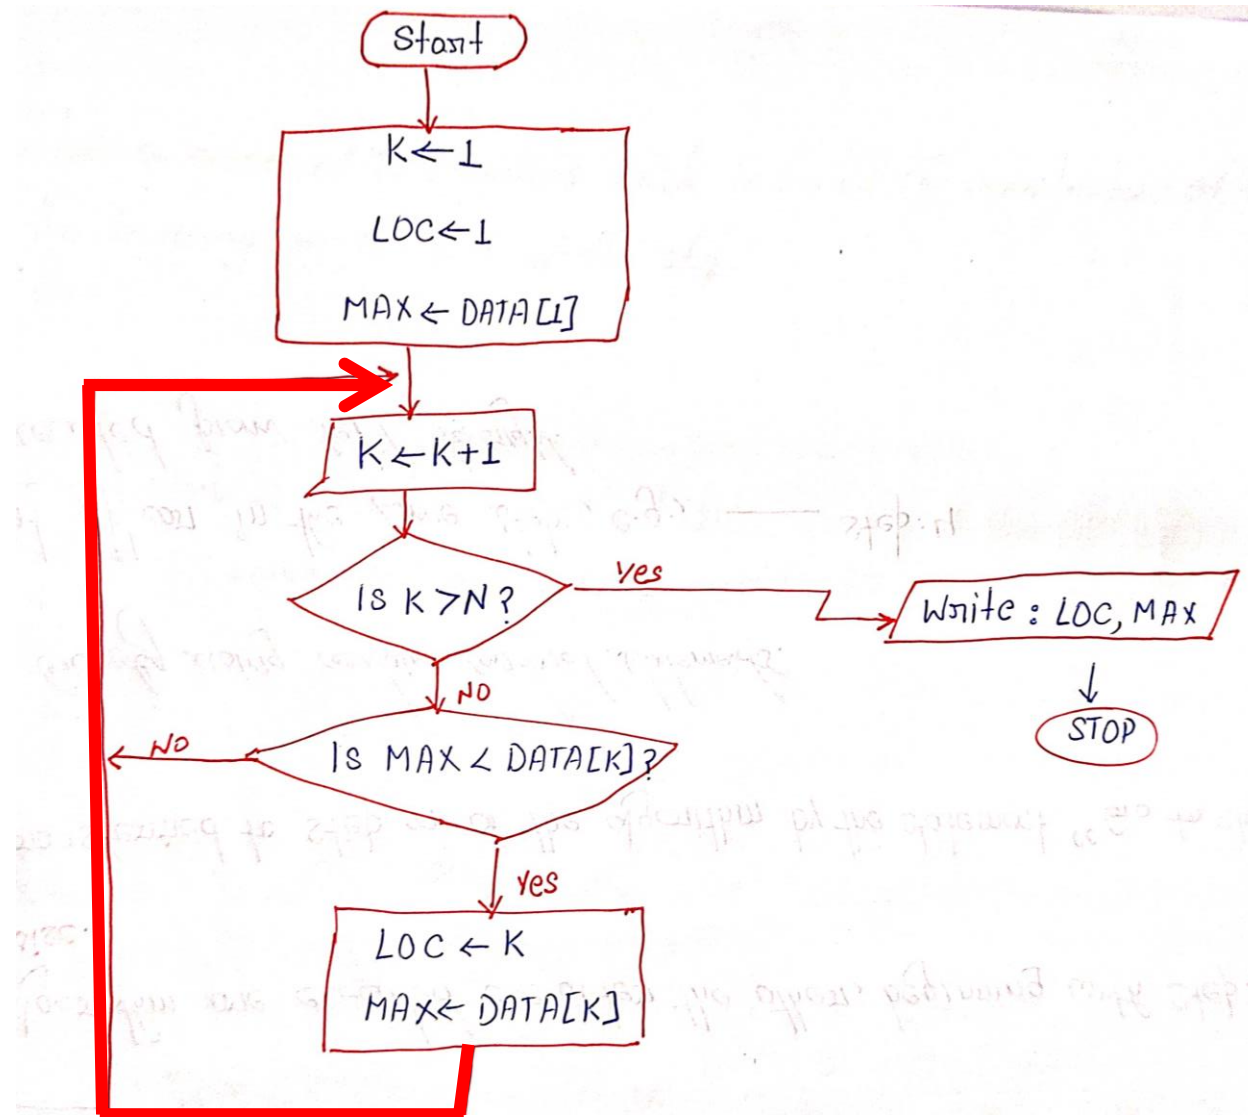 Start
K←1
LOC←1
MAX←DATA[1]
K←K+1
IS K>N?
Yes
Write: LOC, MAX
STOP
NO
IS MAX<DATA[K]?
NO
Yes
LOC←K
MAX←DATA[K]